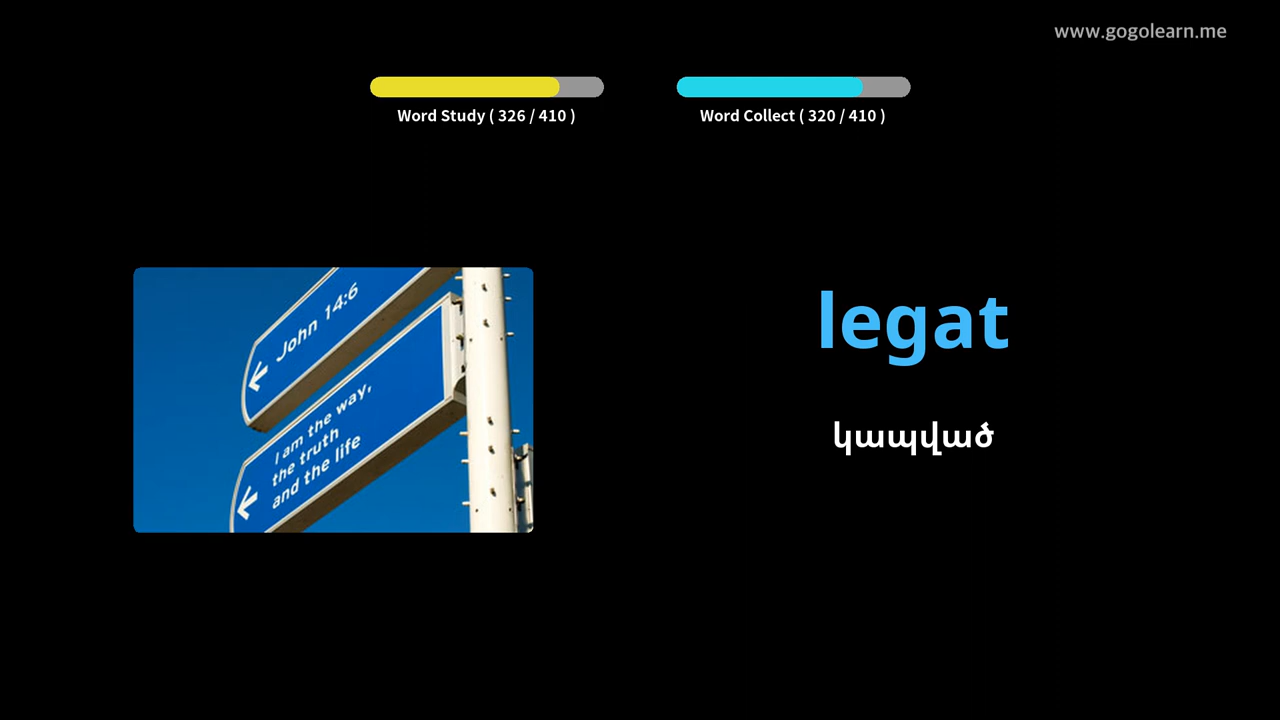 www.gogolearn.me
Word Study ( 326 / 410 )
Word Collect ( 320 / 410 )
John 14:6
I am the way,
the truth
and the life
legat
կապված